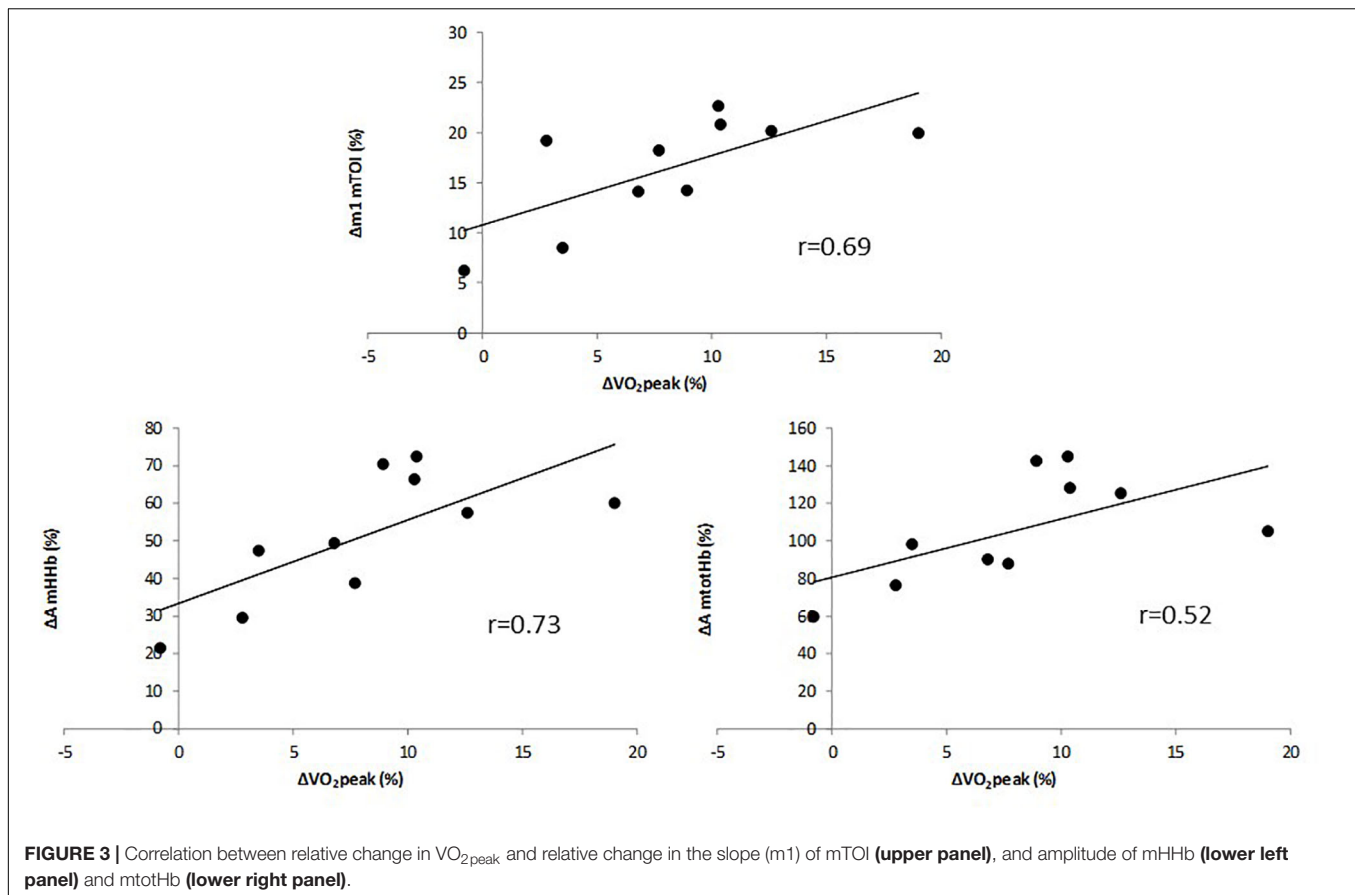 30
25
20
15
10
5
0
Δm1 mTOI (%)
r=0.69
-5 0 5 10 15 20
ΔVO₂peak (%)
80
70
60
50
40
30
20
10
0
ΔA mHHb (%)
r=0.73
-5 0 5 10 15 20
ΔVO₂peak (%)
160
140
120
100
80
60
40
20
0
ΔA mtotHb (%)
r=0.52
-5 0 5 10 15 20
ΔVO₂peak (%)
FIGURE 3 | Correlation between relative change in VO₂peak and relative change in the slope (m1) of mTOI (upper panel), and amplitude of mHHb (lower left
panel) and mtotHb (lower right panel).